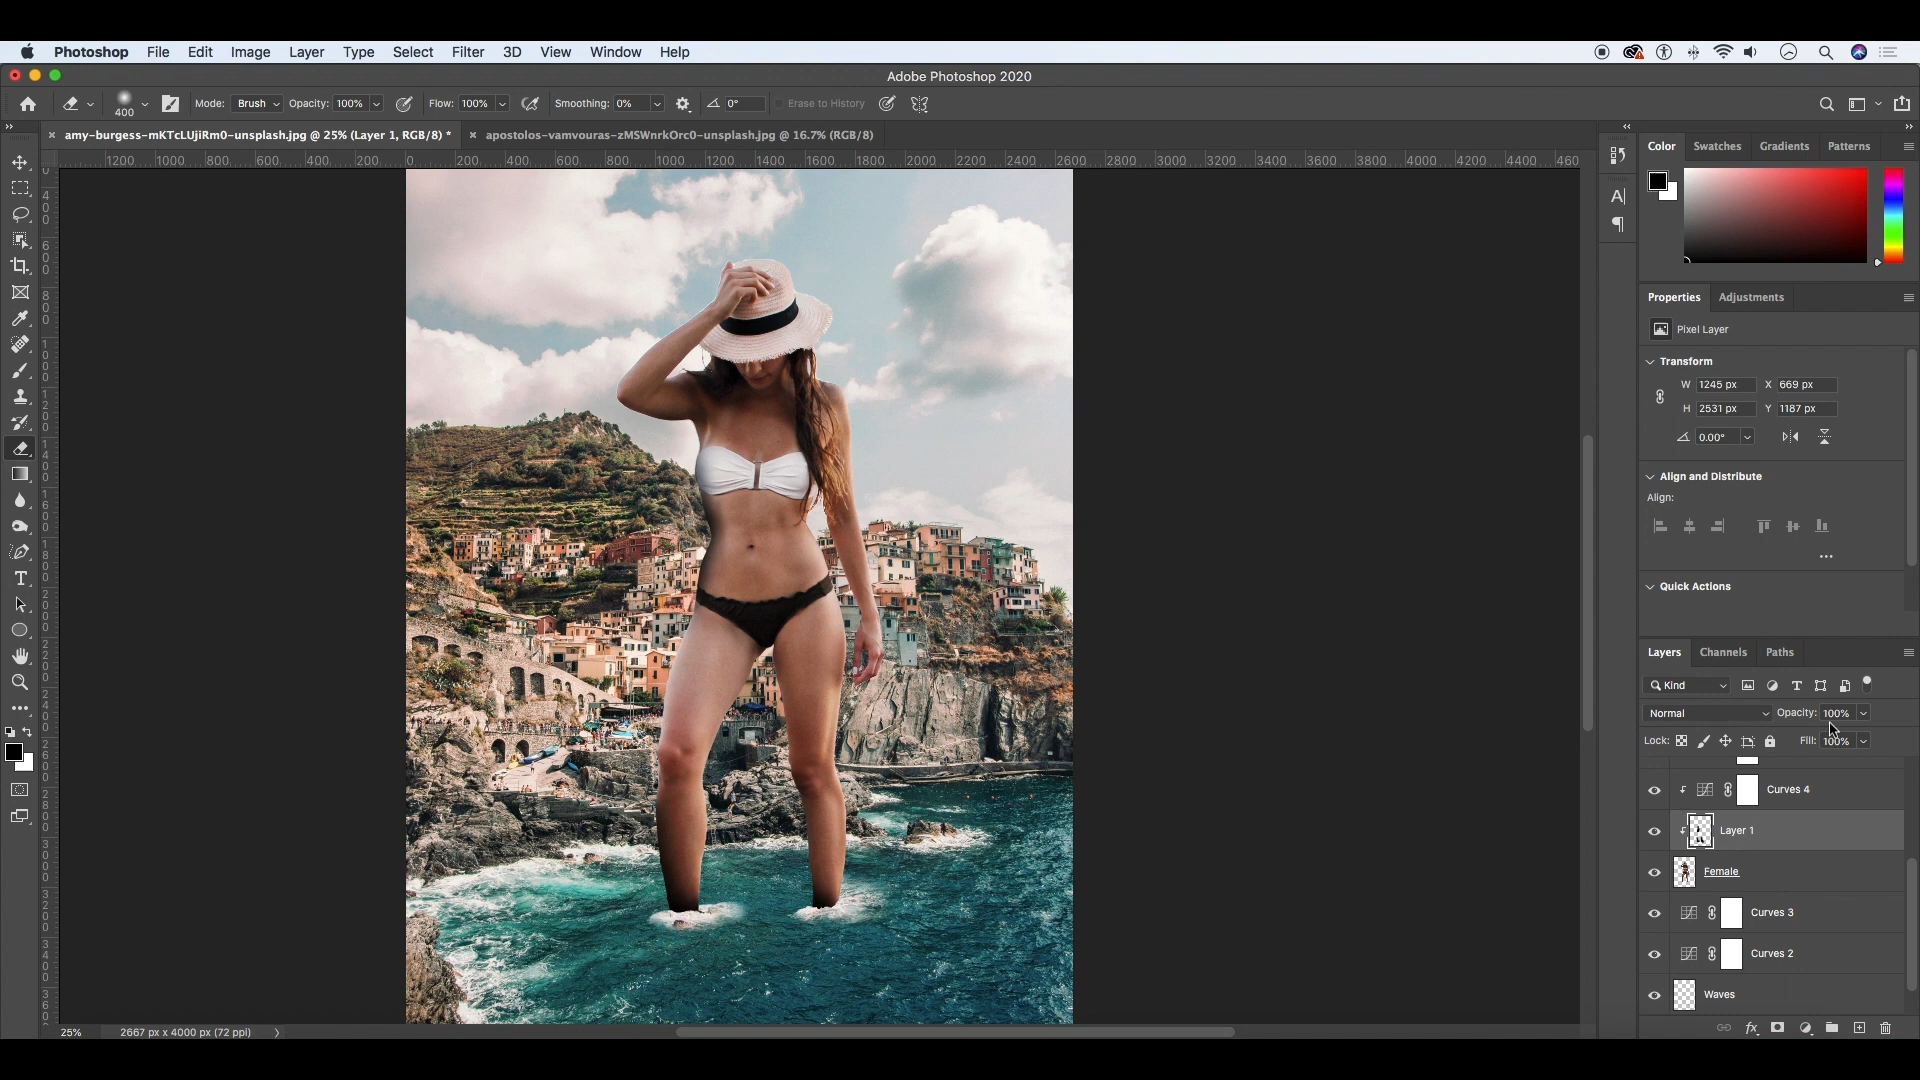 Photoshop File Edit Image Layer Type Select Filter 3D View Window Help
Adobe Photoshop 2020
400 Mode: Brush Opacity: 100% Flow: 100% Smoothing: 0% 0° Erase to History
× amy-burgess-mKTcLUjiRm0-unsplash.jpg @ 25% (Layer 1, RGB/8) * × apostolos-vamvouras-zMSWnrkOrc0-unsplash.jpg @ 16.7% (RGB/8)
1200 1000 800 600 400 200 0 200 400 600 800 1000 1200 1400 1600 1800 2000 2200 2400 2600 2800 3000 3200 3400 3600 3800 4000 4200 4400 460
Color Swatches Gradients Patterns
Properties Adjustments
Pixel Layer
Transform
W 1245 px X 669 px
H 2531 px Y 1187 px
0.00°
Align and Distribute
Align:
Quick Actions
Layers Channels Paths
Kind
Normal Opacity: 100%
Lock: Fill: 100%
Curves 4
Layer 1
Female
Curves 3
Curves 2
Waves
25% 2667 px x 4000 px (72 ppi)